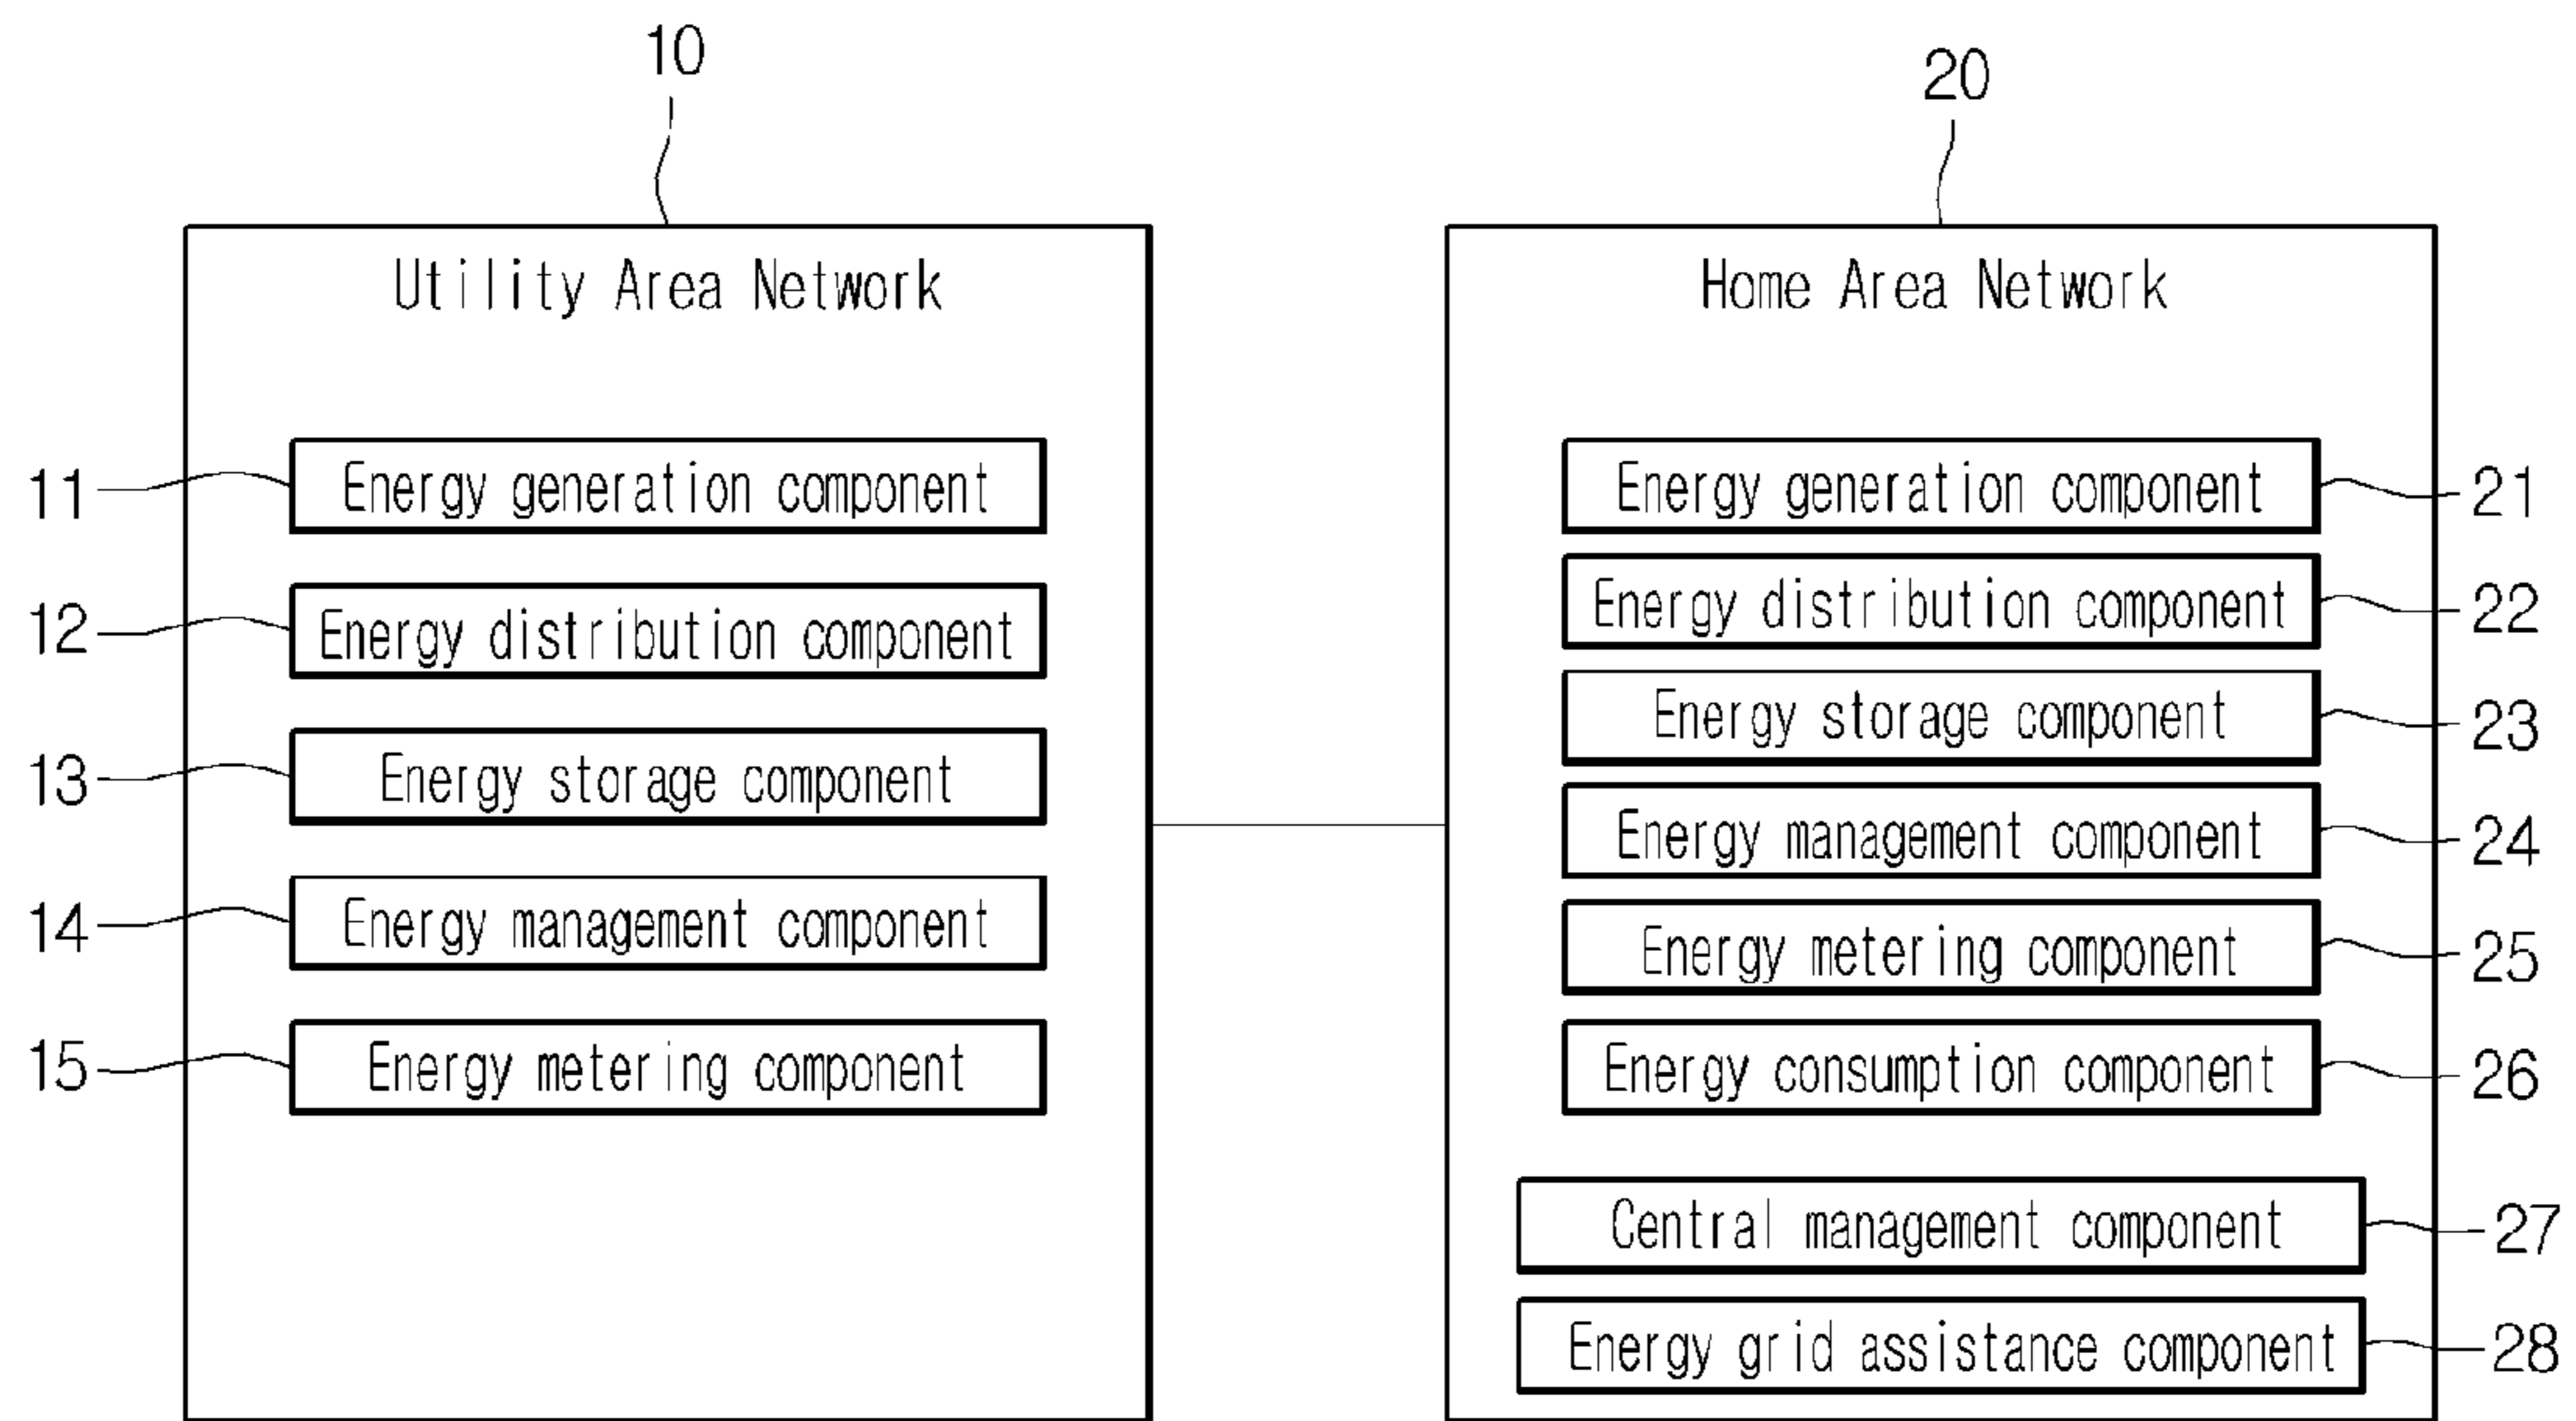 10
20
Utility Area Network
Home Area Network
11
Energy generation component
12
Energy distribution component
13
Energy storage component
14
Energy management component
15
Energy metering component
Energy generation component
21
Energy distribution component
22
Energy storage component
23
Energy management component
24
Energy metering component
25
Energy consumption component
26
Central management component
27
Energy grid assistance component
28